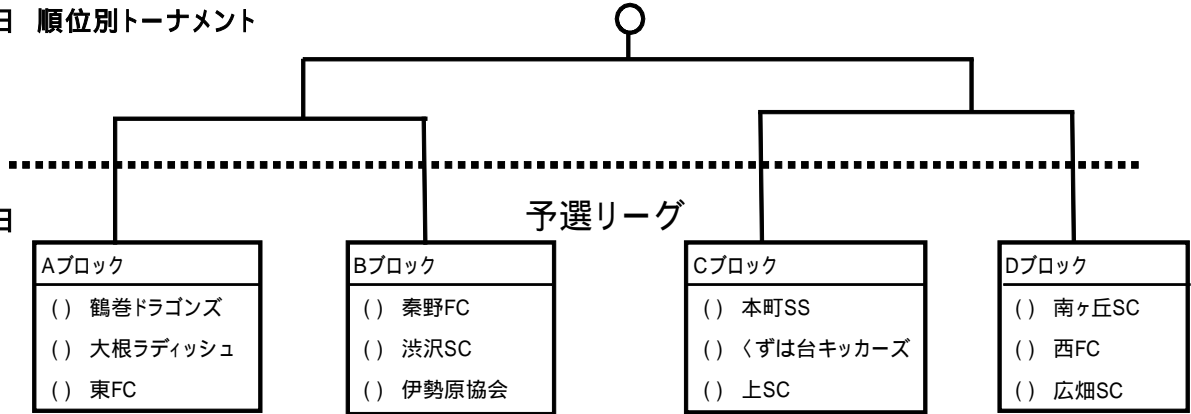 日 順位別トーナメント
日
予選リーグ
Aブロック
( ) 鶴巻ドラゴンズ
( ) 大根ラディッシュ
( ) 東FC
Bブロック
( ) 秦野FC
( ) 渋沢SC
( ) 伊勢原協会
Cブロック
( ) 本町SS
( ) くずは台キッカーズ
( ) 上SC
Dブロック
( ) 南ヶ丘SC
( ) 西FC
( ) 広畑SC